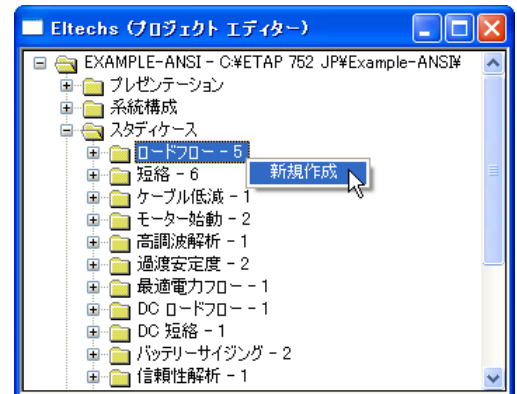 Eltechs (プロジェクト エディター)
EXAMPLE-ANSI - C:¥ETAP 752 JP¥Example-ANSI¥
プレゼンテーション
系統構成
スタディケース
ロードフロー - 5
新規作成
短絡 - 6
ケーブル低減 - 1
モーター始動 - 2
高調波解析 - 1
過渡安定度 - 2
最適電力フロー - 1
DC ロードフロー - 1
DC 短絡 - 1
バッテリーサイジング - 2
信頼性解析 - 1